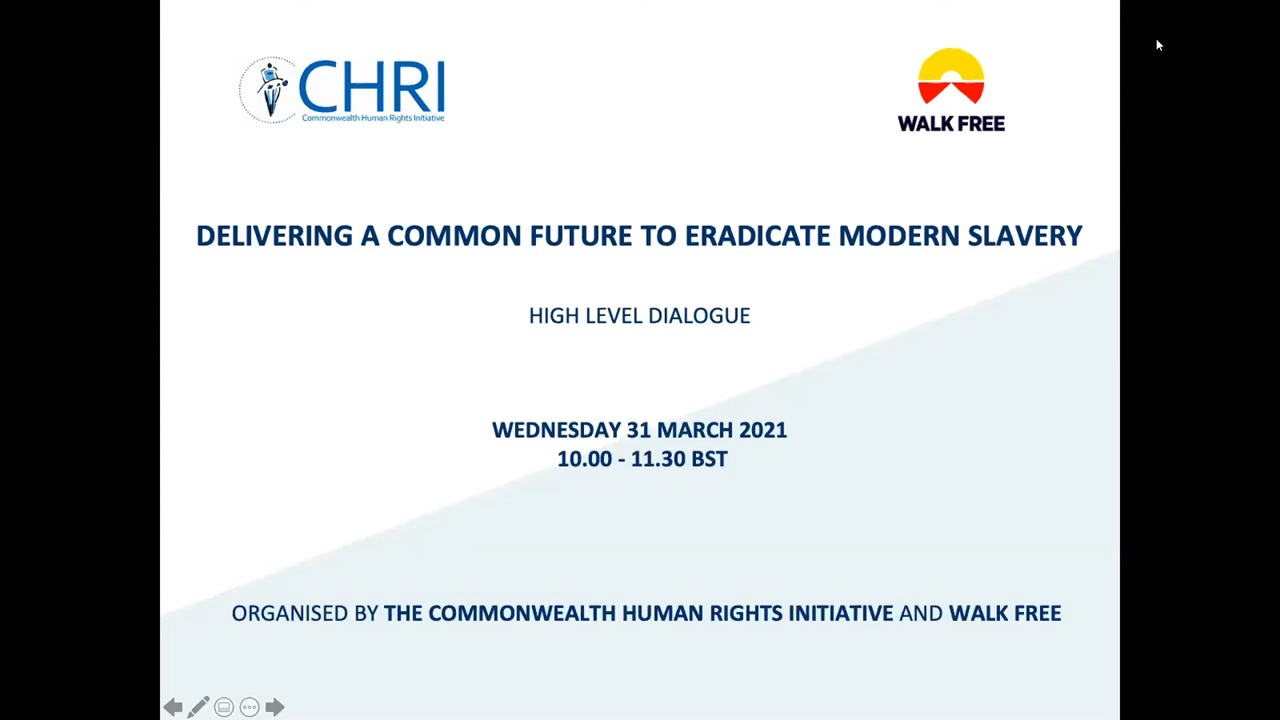 CHRI
Commonwealth Human Rights Initiative
WALK FREE
DELIVERING A COMMON FUTURE TO ERADICATE MODERN SLAVERY
HIGH LEVEL DIALOGUE
WEDNESDAY 31 MARCH 2021
10.00 - 11.30 BST
ORGANISED BY THE COMMONWEALTH HUMAN RIGHTS INITIATIVE AND WALK FREE